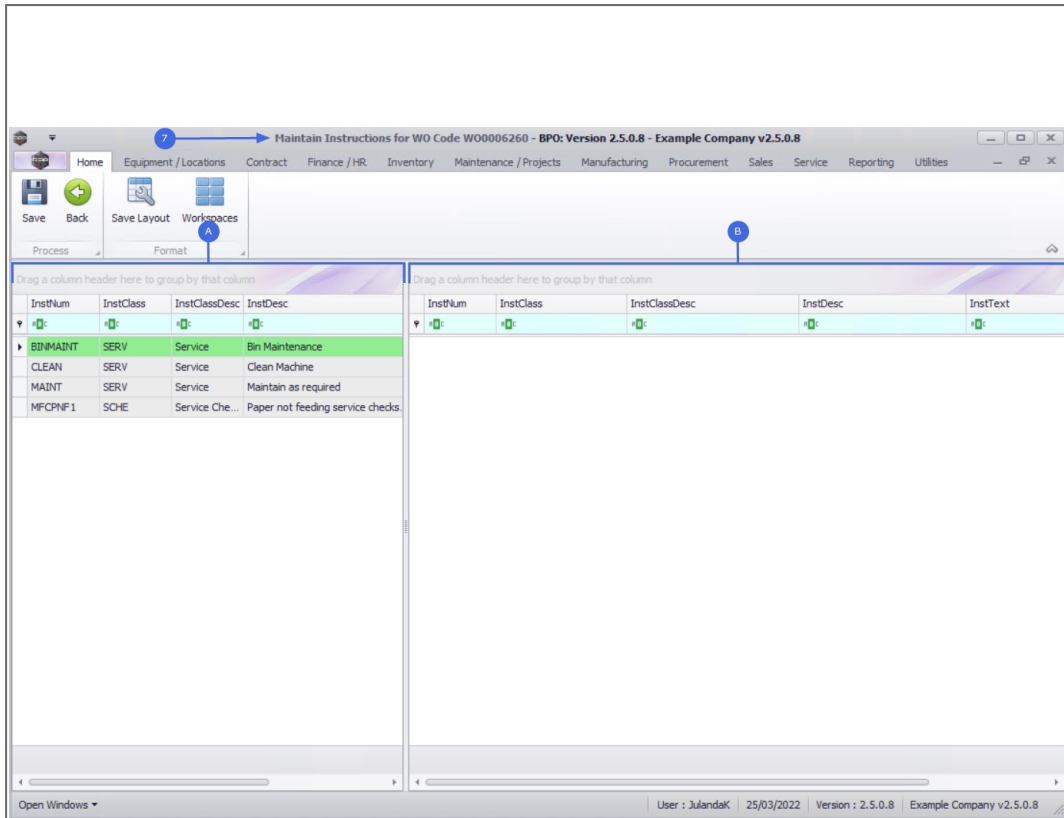 7 Maintain Instructions for WO Code WO0006260 - BPO: Version 2.5.0.8 - Example Company v2.5.0.8
Home Equipment / Locations Contract Finance / HR Inventory Maintenance / Projects Manufacturing Procurement Sales Service Reporting Utilities
Save Back Save Layout Workspaces
A B
Process Format
Drag a column header here to group by that column Drag a column header here to group by that column
InstNum InstClass InstClassDesc InstDesc InstNum InstClass InstClassDesc InstDesc InstText
BINMAINT SERV Service Bin Maintenance
CLEAN SERV Service Clean Machine
MAINT SERV Service Maintain as required
MFCPNF1 SCHE Service Che... Paper not feeding service checks.
Open Windows User : JulandaK 25/03/2022 Version : 2.5.0.8 Example Company v2.5.0.8